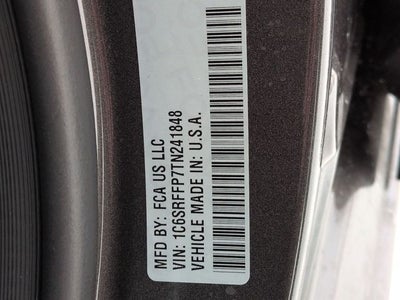 MFD BY: FCA US LLC
VIN: 1C6SRFFP7TN241848
VEHICLE MADE IN: U.S.A.